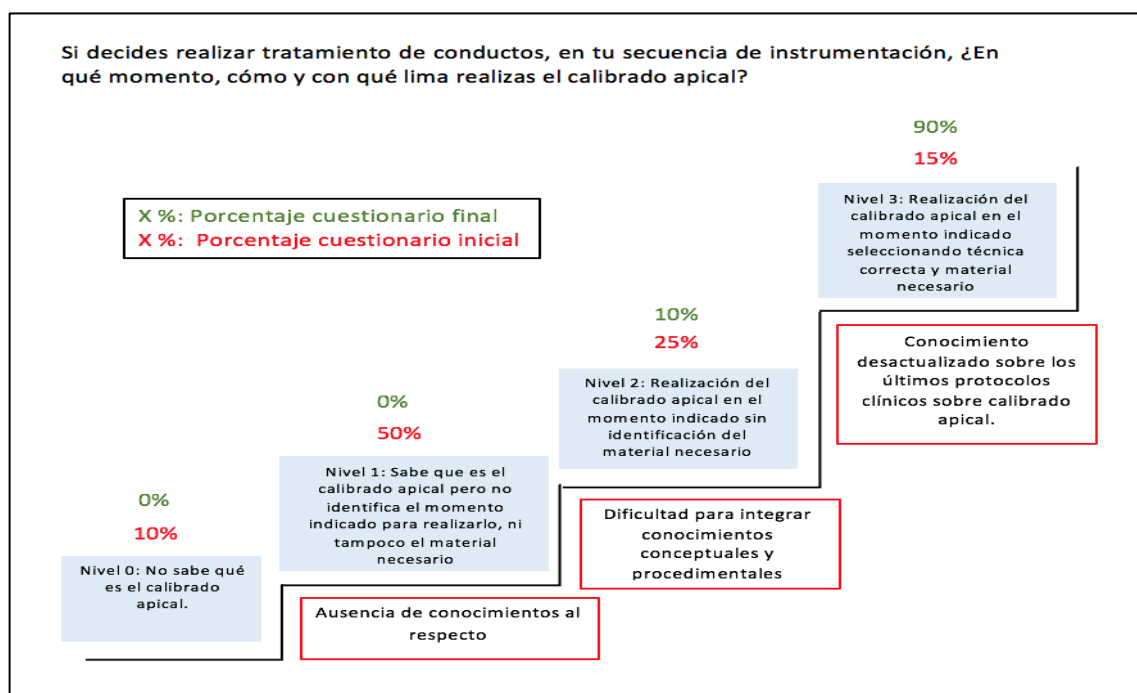 Si decides realizar tratamiento de conductos, en tu secuencia de instrumentación, ¿En
qué momento, cómo y con qué lima realizas el calibrado apical?
90%
15%
Nivel 3: Realización del
calibrado apical en el
momento indicado
seleccionando técnica
correcta y material
necesario
X %: Porcentaje cuestionario final
X %: Porcentaje cuestionario inicial
10%
25%
Nivel 2: Realización del
calibrado apical en el
momento indicado sin
identificación del
material necesario
Conocimiento
desactualizado sobre los
últimos protocolos
clínicos sobre calibrado
apical.
0%
50%
Nivel 1: Sabe que es el
calibrado apical pero no
identifica el momento
indicado para realizarlo, ni
tampoco el material
necesario
0%
10%
Nivel 0: No sabe qué
es el calibrado
apical.
Dificultad para integrar
conocimientos
conceptuales y
procedimentales
Ausencia de conocimientos al
respecto